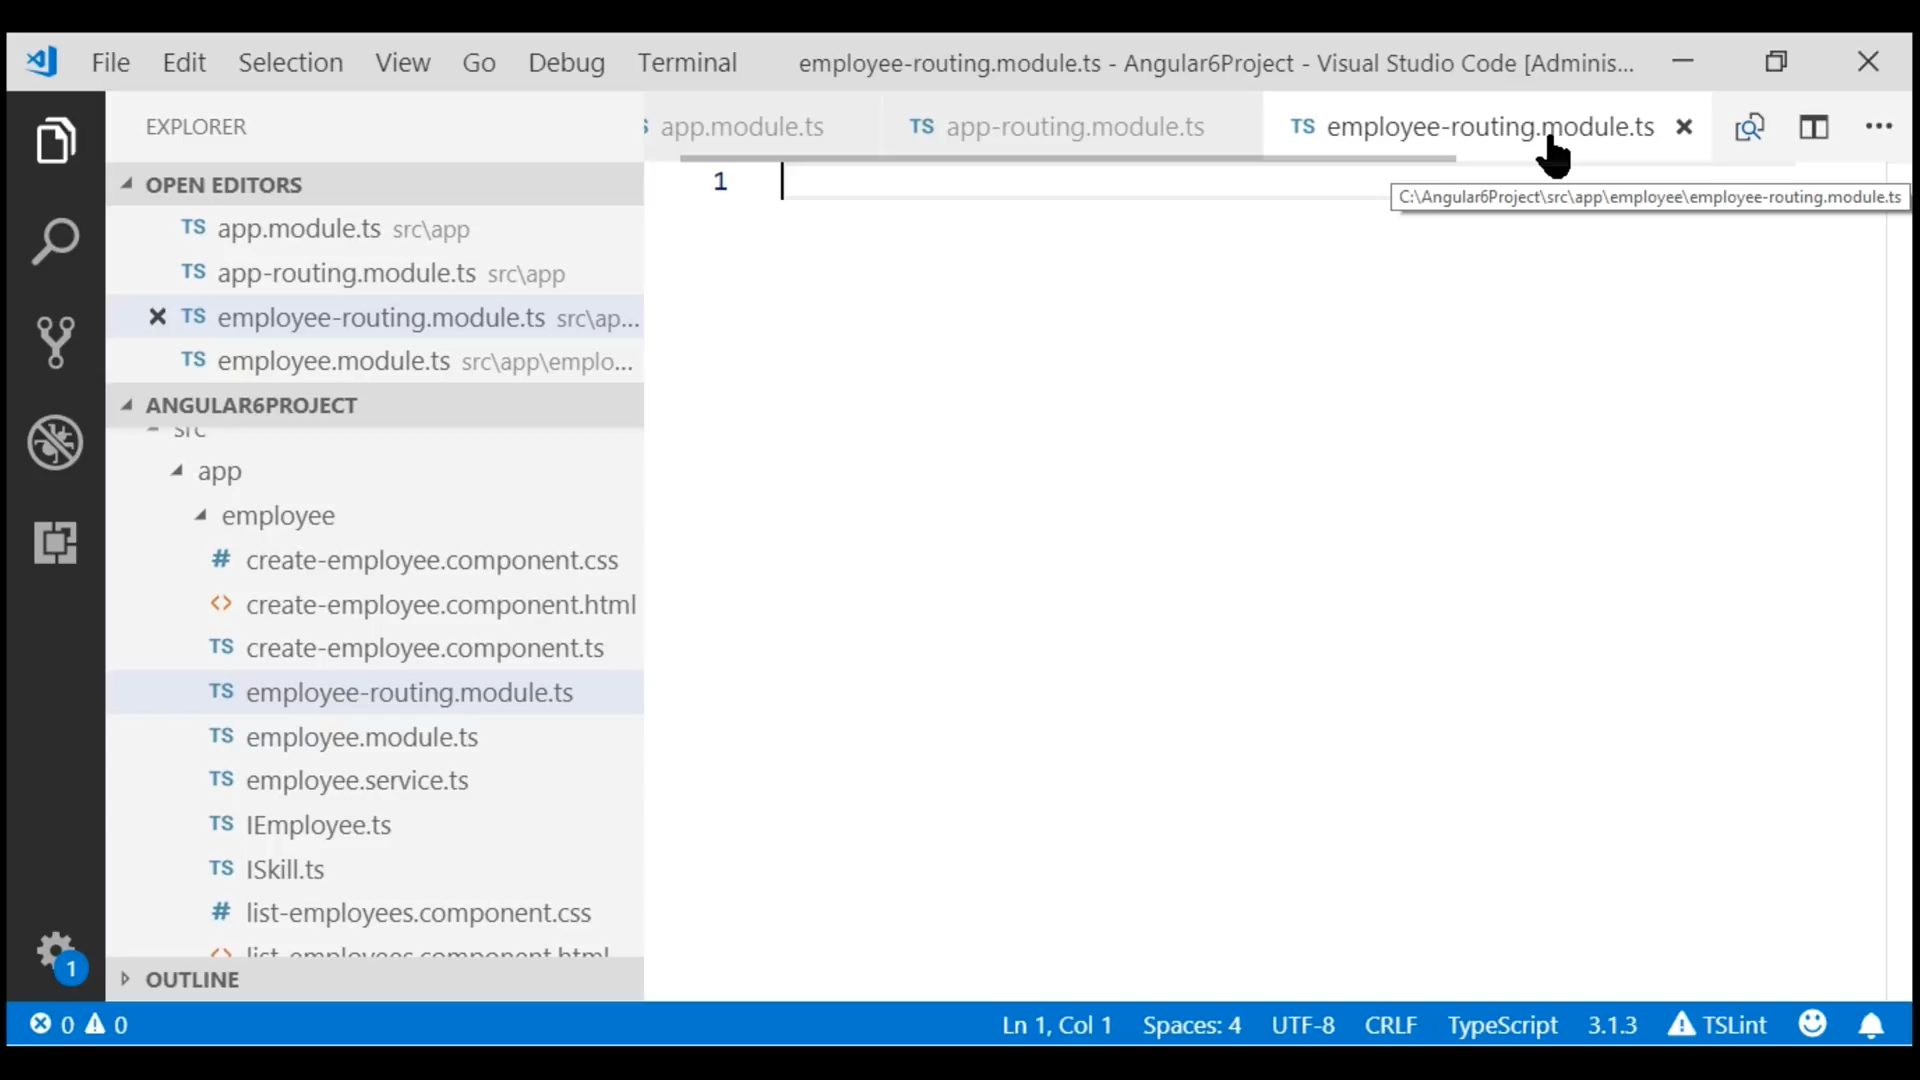 File Edit Selection View Go Debug Terminal employee-routing.module.ts - Angular6Project - Visual Studio Code [Adminis...
EXPLORER
app.module.ts TS app-routing.module.ts TS employee-routing.module.ts
OPEN EDITORS
TS app.module.ts src\app
TS app-routing.module.ts src\app
TS employee-routing.module.ts src\ap...
TS employee.module.ts src\app\emplo...
ANGULAR6PROJECT
src
app
employee
# create-employee.component.css
<> create-employee.component.html
TS create-employee.component.ts
TS employee-routing.module.ts
TS employee.module.ts
TS employee.service.ts
TS IEmployee.ts
TS ISkill.ts
# list-employees.component.css
<> list-employees.component.html
OUTLINE
1
C:\Angular6Project\src\app\employee\employee-routing.module.ts
1
0 0 Ln 1, Col 1 Spaces: 4 UTF-8 CRLF TypeScript 3.1.3 TSLint